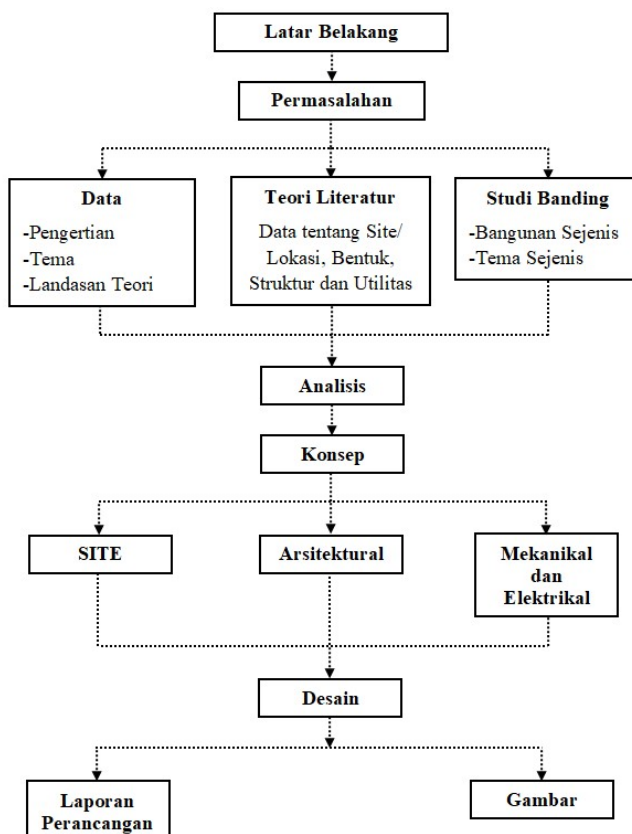 Latar Belakang
Permasalahan
Data
-Pengertian
-Tema
-Landasan Teori
Teori Literatur
Data tentang Site/
Lokasi, Bentuk,
Struktur dan Utilitas
Studi Banding
-Bangunan Sejenis
-Tema Sejenis
Analisis
Konsep
SITE
Arsitektural
Mekanikal
dan
Elektrikal
Desain
Laporan
Perancangan
Gambar